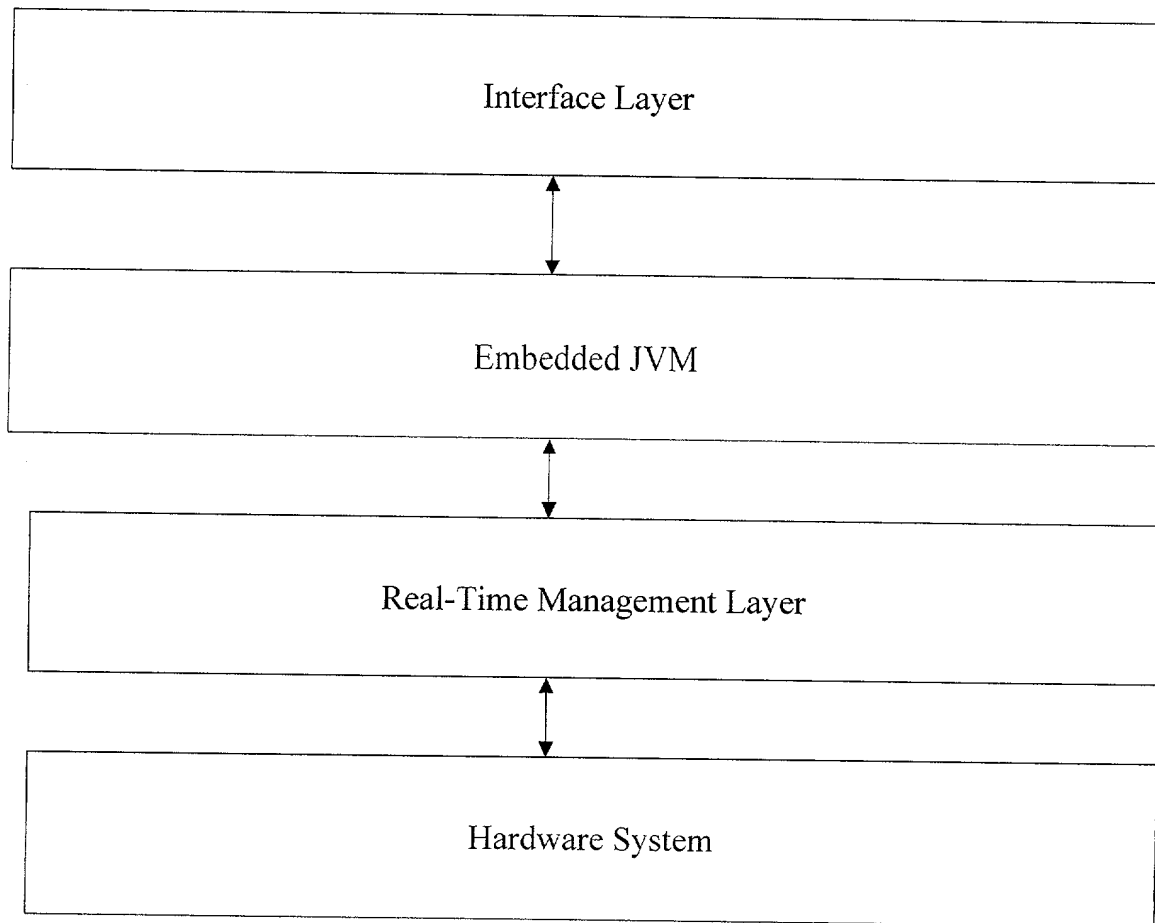 Interface Layer
Embedded JVM
Real-Time Management Layer
Hardware System